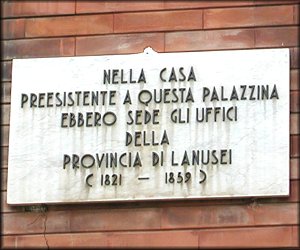 NELLA CASA
PREESISTENTE A QUESTA PALAZZINA
EBBERO SEDE GLI UFFICI
DELLA
PROVINCIA DI LANUSEI
( 1821 — 1859 )